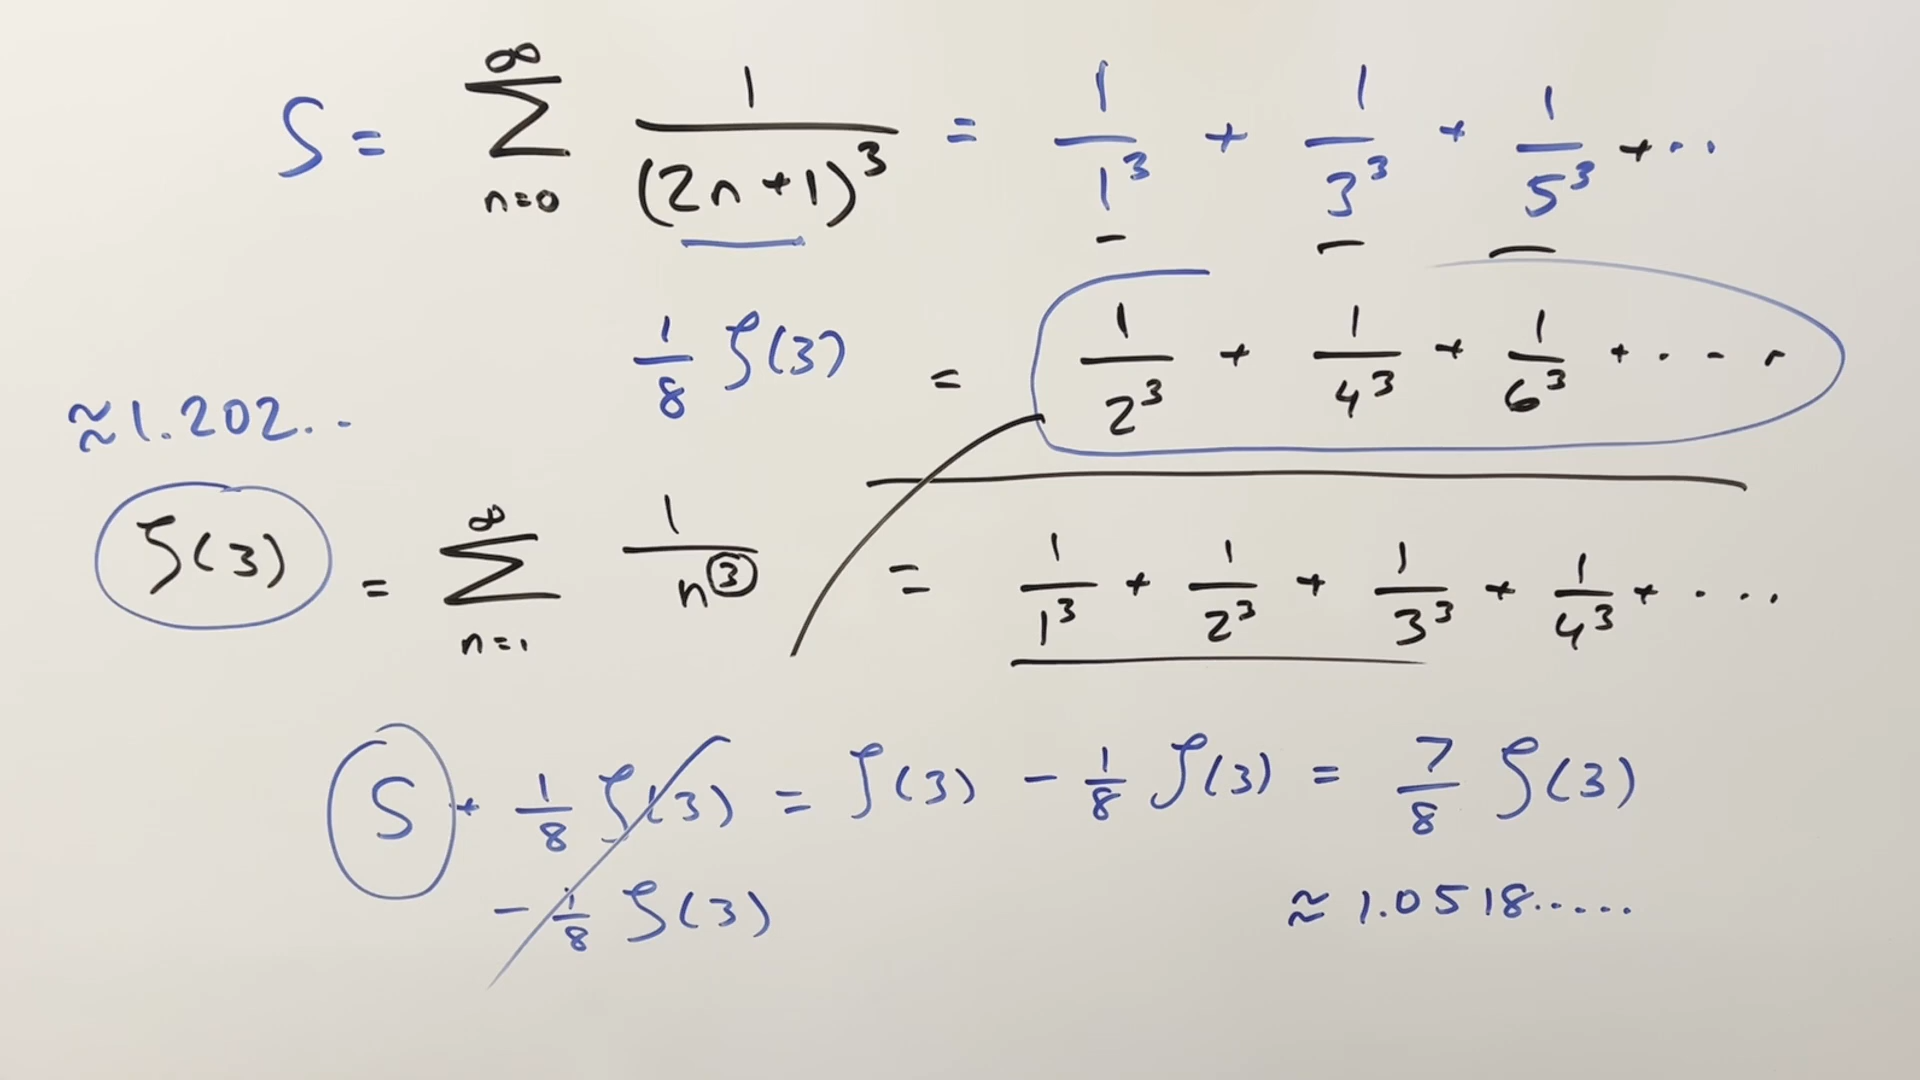 S = ∞ ∑ n=0 1/(2n+1)³ = 1/1³ + 1/3³ + 1/5³ + ··
1/8 ζ(3) = 1/2³ + 1/4³ + 1/6³ + ····
≈ 1.202..
ζ(3) = ∞ ∑ n=1 1/n³ = 1/1³ + 1/2³ + 1/3³ + 1/4³ + ····
S + 1/8 ζ(3) = ζ(3) - 1/8 ζ(3) = 7/8 ζ(3)
- 1/8 ζ(3)
≈ 1.0518.....